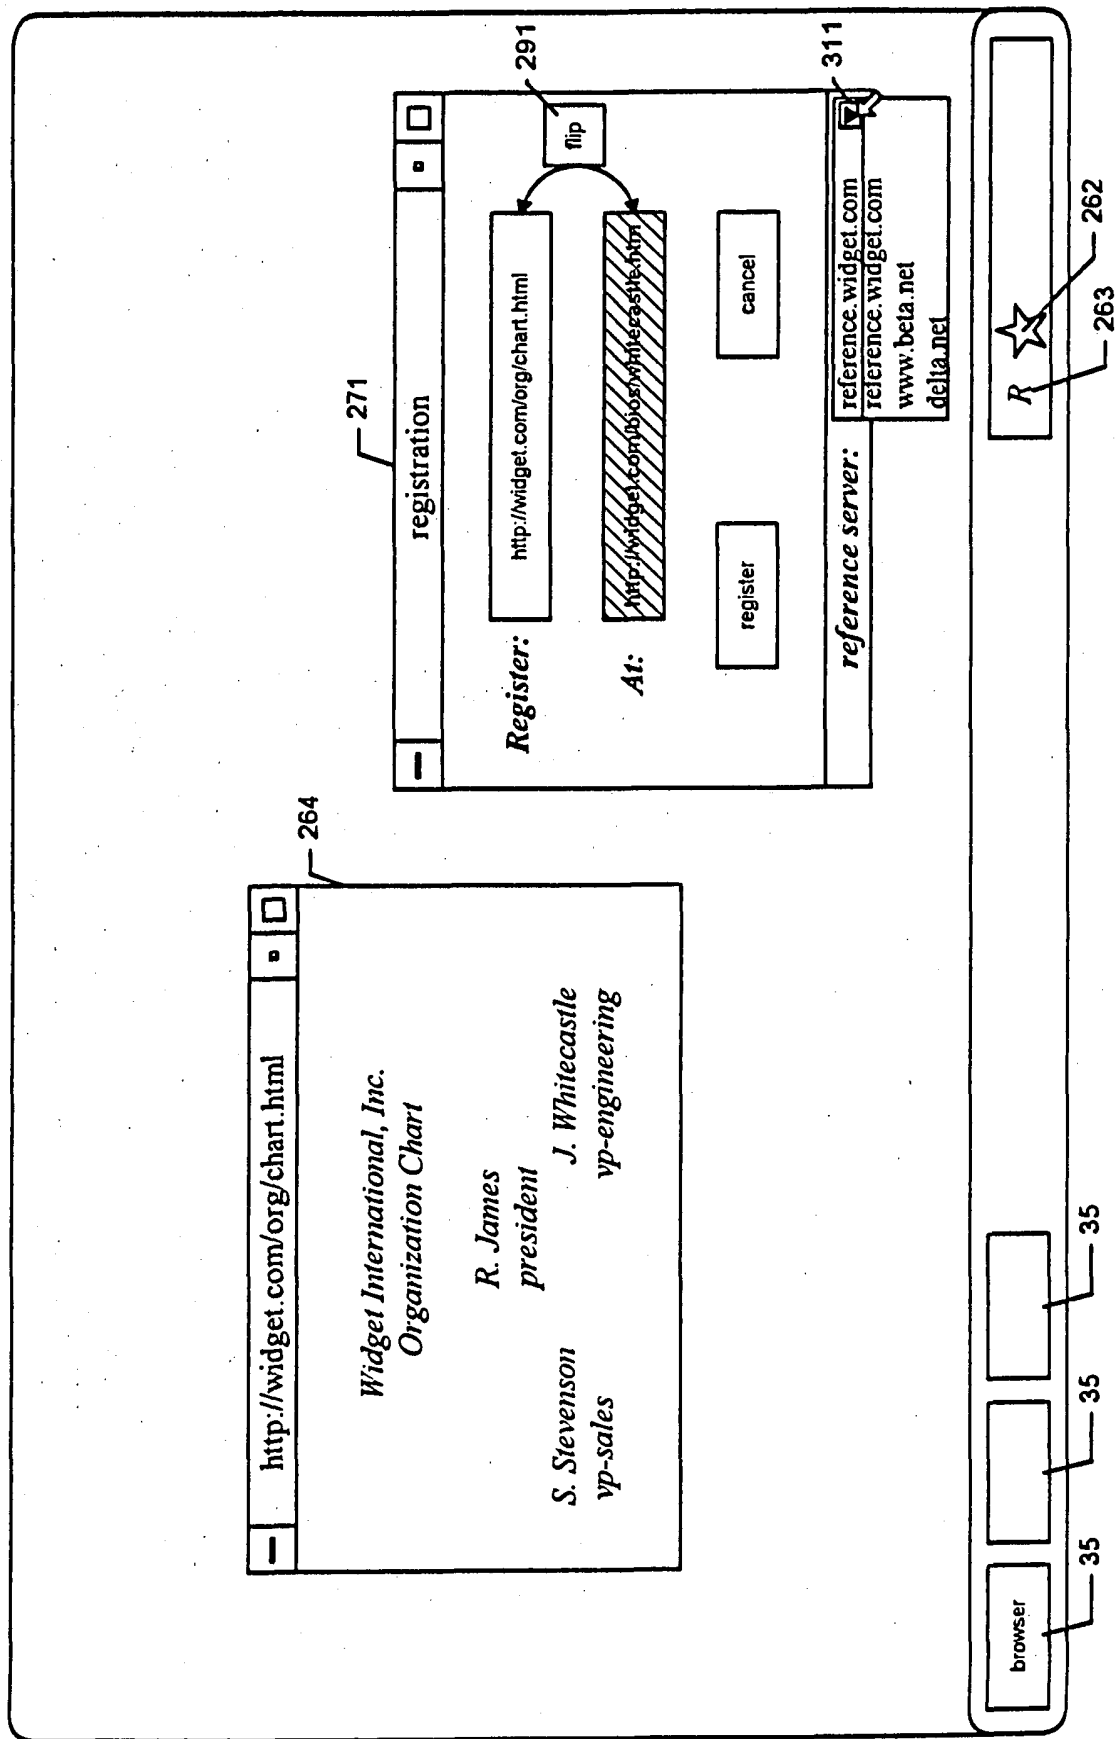 http://widget.com/org/chart.html
264
Widget International, Inc.
Organization Chart
R. James
president
S. Stevenson
vp-sales
J. Whitecastle
vp-engineering
271
registration
Register:
http://widget.com/org/chart.html
291
flip
At:
http://widget.com/bios/whitecastle.htm
register
cancel
reference server:
reference.widget.com
311
reference.widget.com
www.beta.net
delta.net
browser
R
35
35
35
263
262